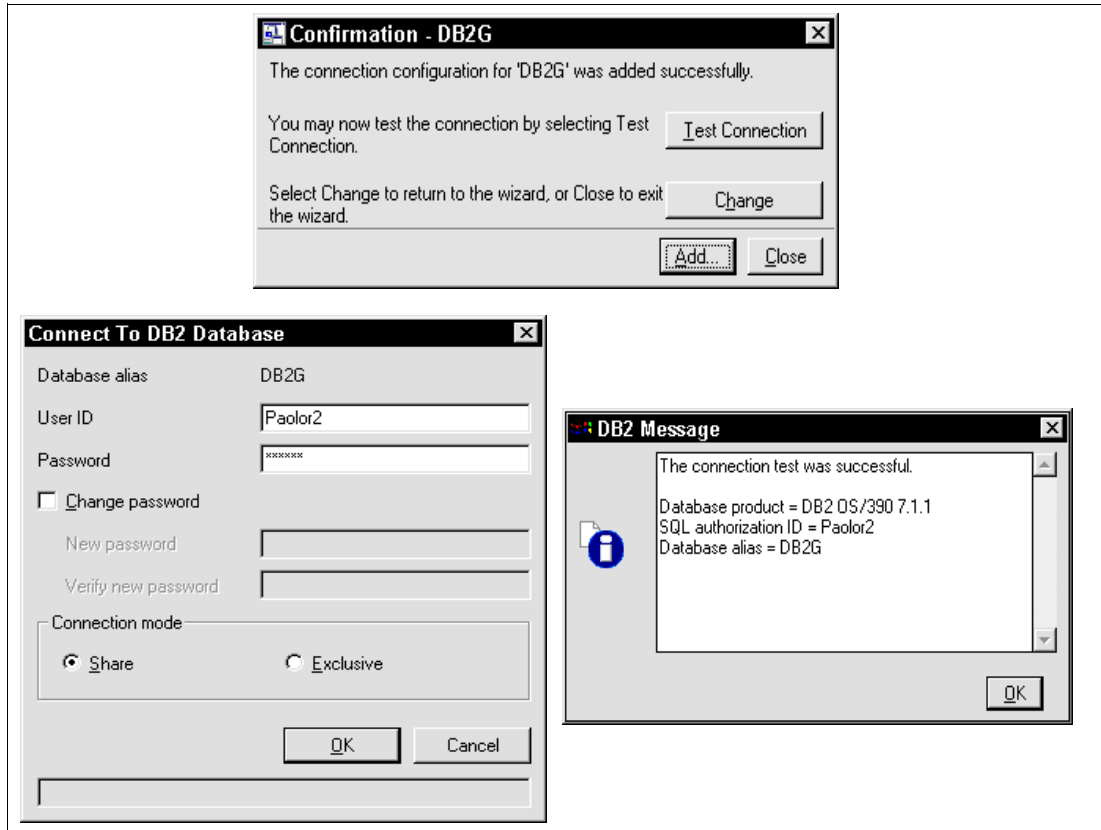 Confirmation - DB2G
The connection configuration for 'DB2G' was added successfully.
You may now test the connection by selecting Test
Connection.
Test Connection
Select Change to return to the wizard, or Close to exit
the wizard.
Change
Add...
Close
Connect To DB2 Database
Database alias DB2G
User ID Paolor2
Password ******
Change password
New password
Verify new password
Connection mode
Share Exclusive
OK Cancel
DB2 Message
The connection test was successful.
Database product = DB2 OS/390 7.1.1
SQL authorization ID = Paolor2
Database alias = DB2G
OK